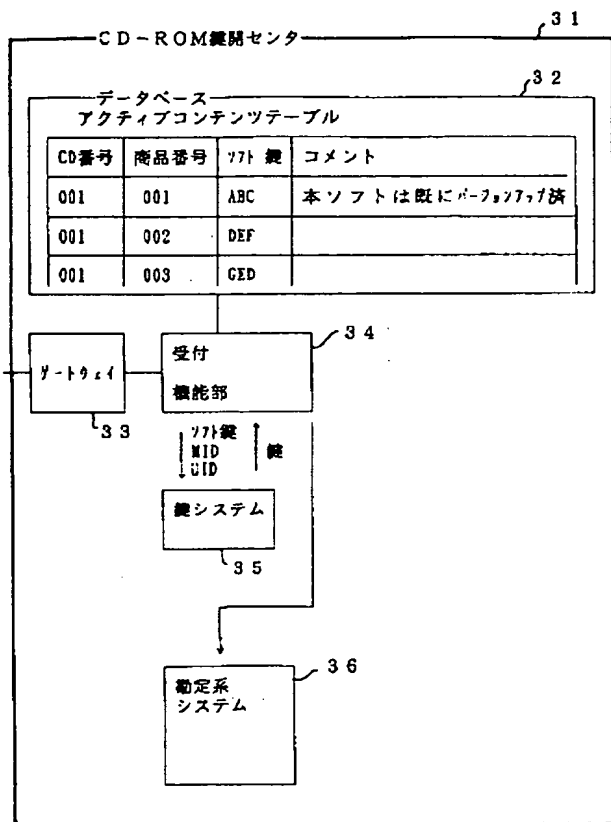 31
CD-ROM鍵開センタ
32
データベース
アクティブコンテンツテーブル
CD番号 商品番号 ソフト鍵 コメント
001 001 ABC 本ソフトは既にバージョンアップ済
001 002 DEF
001 003 GED
34
ゲートウェイ
受付
機能部
33
ソフト鍵
MID
UID
鍵
鍵システム
35
36
勘定系
システム